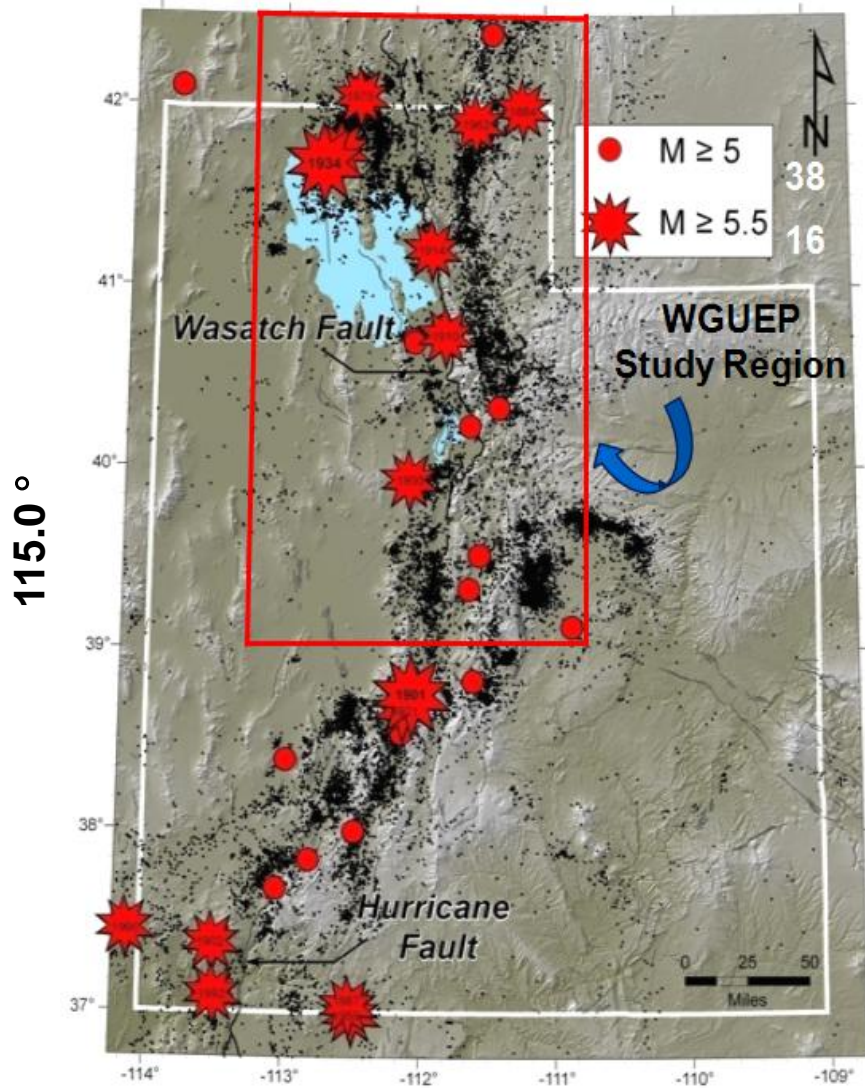 42°
1934
M ≥ 5
38
M ≥ 5.5
16
41°
Wasatch Fault
WGUEP
Study Region
40°
115.0 °
39°
1901
38°
Hurricane
Fault
0 25 50
Miles
37°
-114° -113° -112° -111° -110° -109°
N